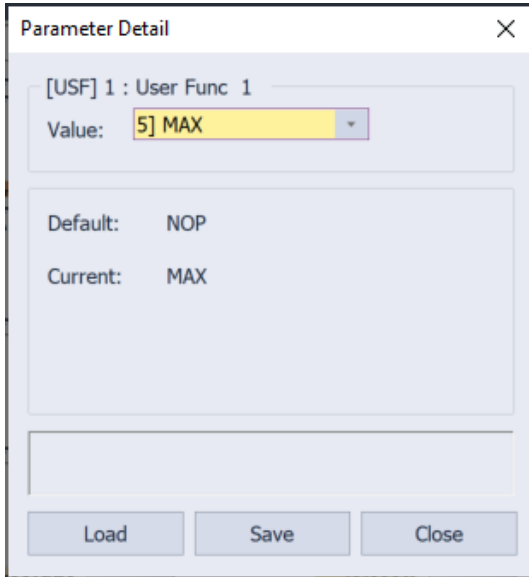 Parameter Detail
[USF] 1 : User Func 1
Value: 5] MAX
Default: NOP
Current: MAX
Load Save Close